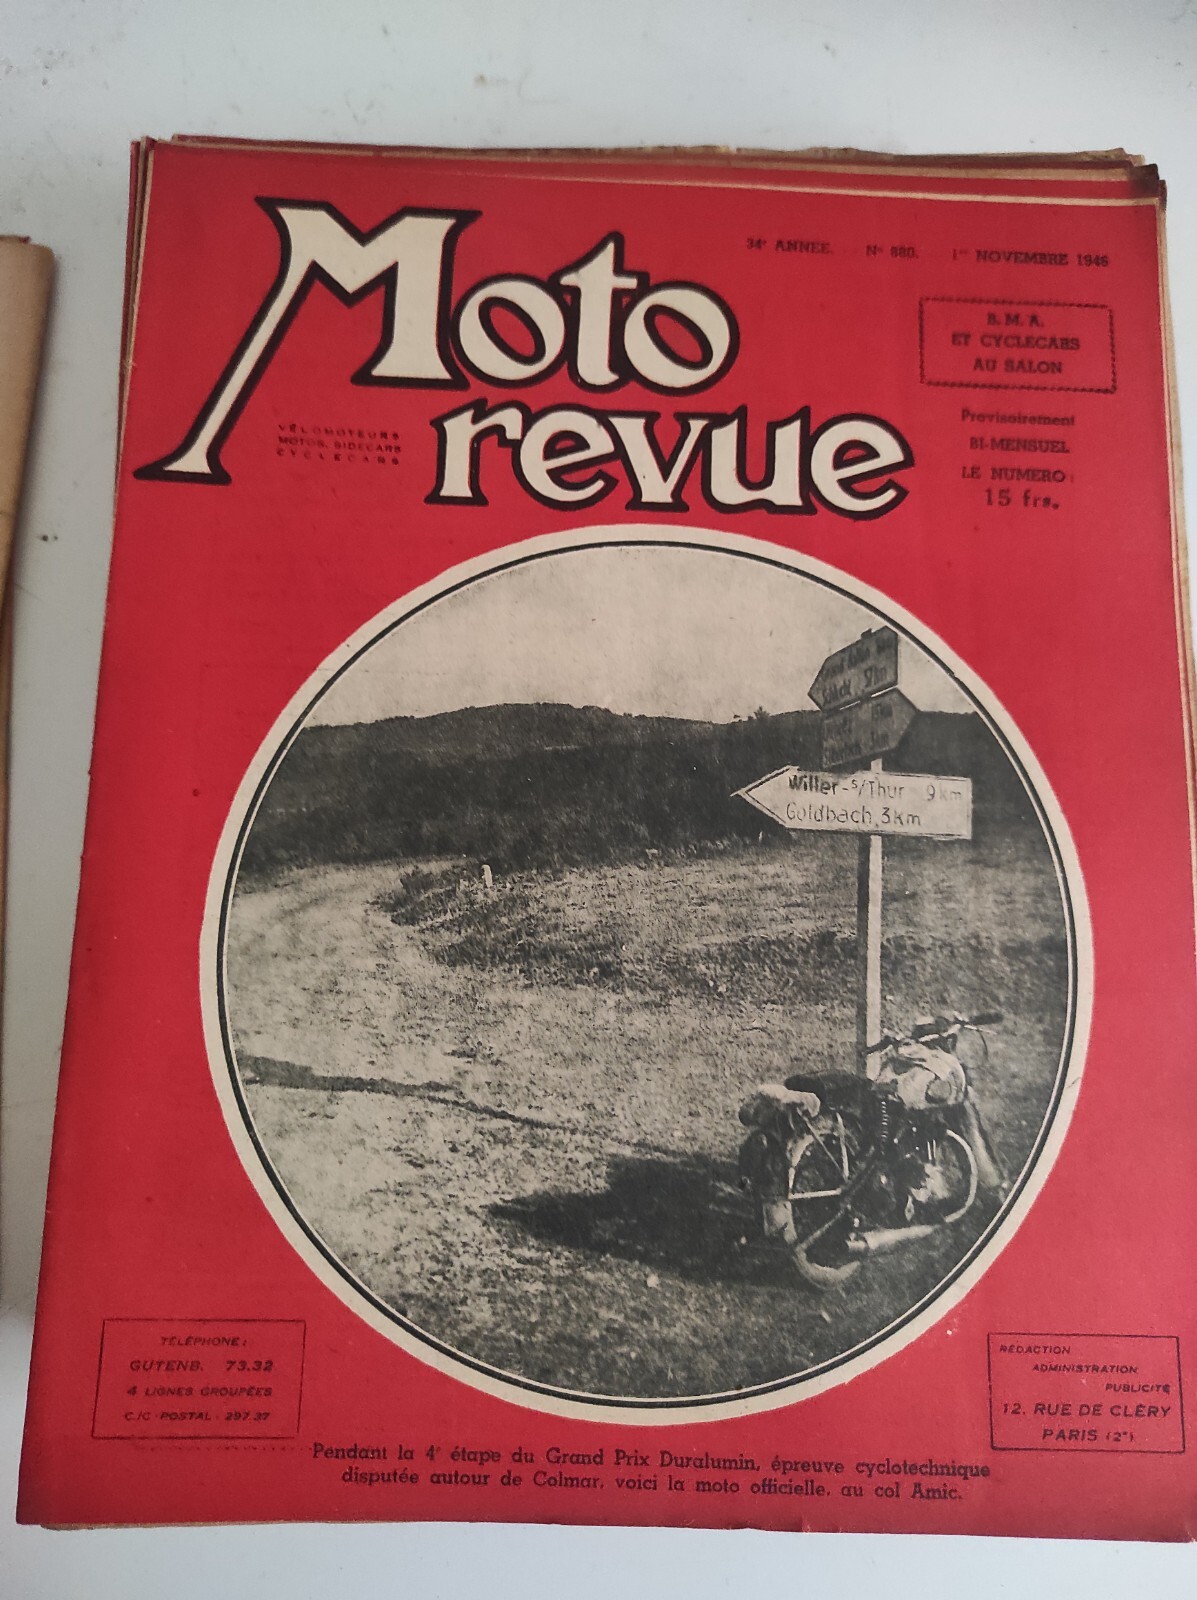 34e ANNEE. No 880. 1er NOVEMBRE 1946
Moto
revue
VÉLOMOTEURS
MOTOS, SIDECARS
CYCLECARS
B. M. A.
ET CYCLECARS
AU SALON
Provisoirement
BI-MENSUEL
LE NUMERO :
15 frs.
9km
Willer-s/Thur 9km
Goldbach, 3km
TÉLÉPHONE :
GUTENB. 73.32
4 LIGNES GROUPÉES
C/C POSTAL : 297.37
RÉDACTION
ADMINISTRATION
PUBLICITÉ
12, RUE DE CLÉRY
PARIS (2e)
Pendant la 4e étape du Grand Prix Duralumin, épreuve cyclotechnique
disputée autour de Colmar, voici la moto officielle, au col Amic.